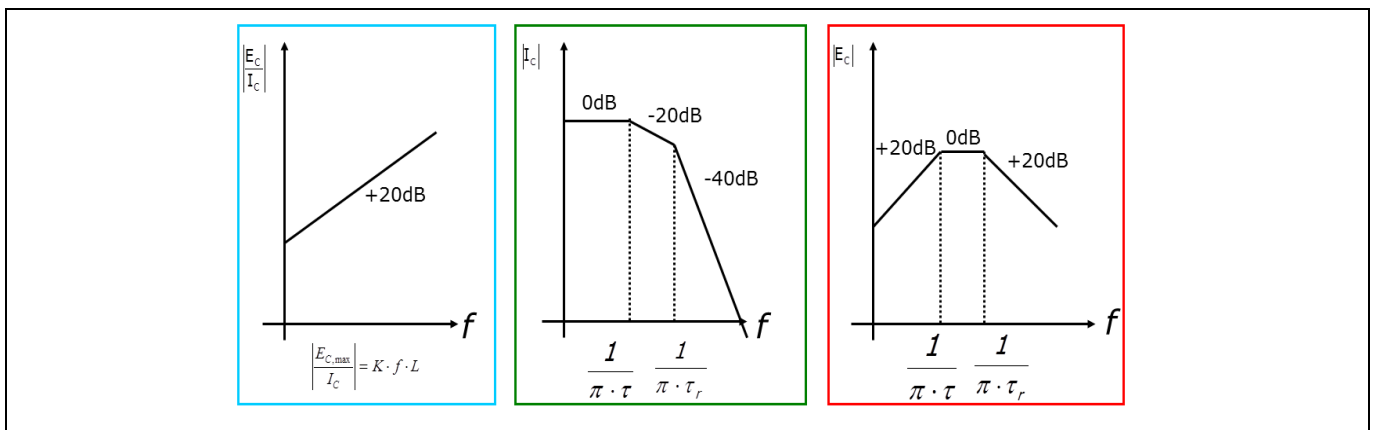 |E_C / I_C|
+20dB
f
|E_{C,max} / I_C| = K · f · L
|I_C|
0dB
-20dB
-40dB
f
1 / (π · τ)
1 / (π · τ_r)
|E_C|
+20dB
0dB
+20dB
f
1 / (π · τ)
1 / (π · τ_r)